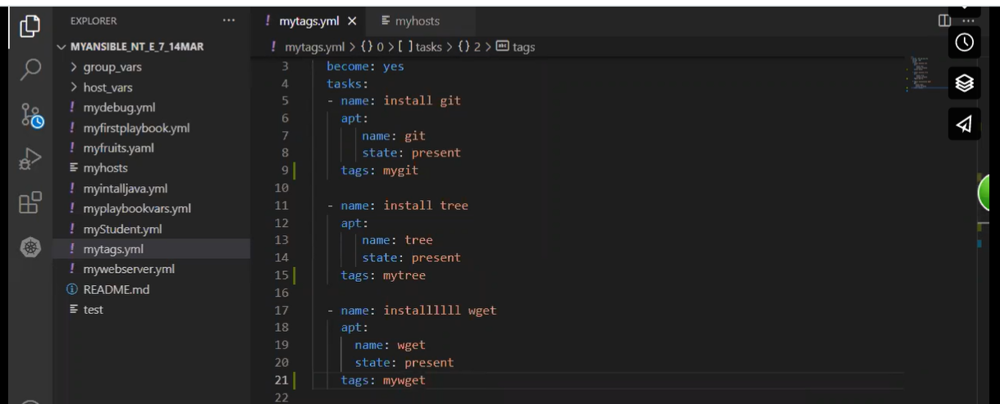 EXPLORER
MYANSIBLE_NT_E_7_14MAR
group_vars
host_vars
mydebug.yml
myfirstplaybook.yml
myfruits.yaml
myhosts
myintalljava.yml
myplaybookvars.yml
myStudent.yml
mytags.yml
mywebserver.yml
README.md
test
mytags.yml myhosts
mytags.yml > {} 0 > [ ] tasks > {} 2 > abc tags
3 become: yes
4 tasks:
5 - name: install git
6 apt:
7 name: git
8 state: present
9 tags: mygit
10
11 - name: install tree
12 apt:
13 name: tree
14 state: present
15 tags: mytree
16
17 - name: installlllll wget
18 apt:
19 name: wget
20 state: present
21 tags: mywget
22